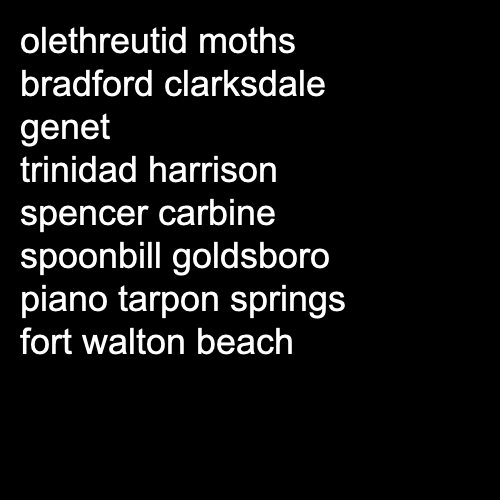 olethreutid moths
bradford clarksdale
genet
trinidad harrison
spencer carbine
spoonbill goldsboro
piano tarpon springs
fort walton beach